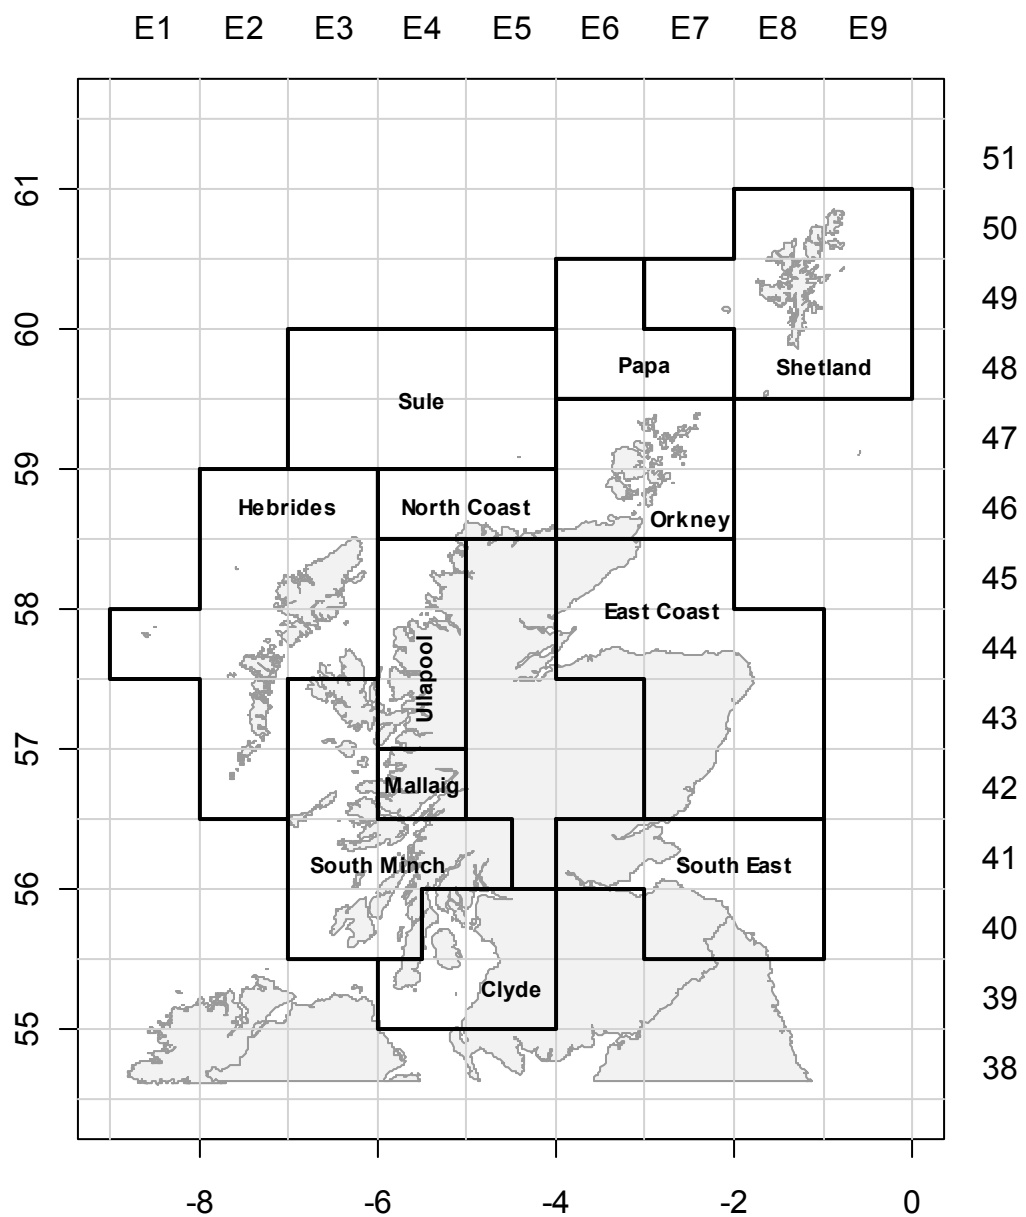 E1 E2 E3 E4 E5 E6 E7 E8 E9
51
61
50
49
60
Papa
Shetland
48
Sule
47
59
Hebrides
North Coast
Orkney
46
45
58
East Coast
44
Ullapool
43
57
Mallaig
42
South Minch
South East
41
56
40
Clyde
39
55
38
-8 -6 -4 -2 0